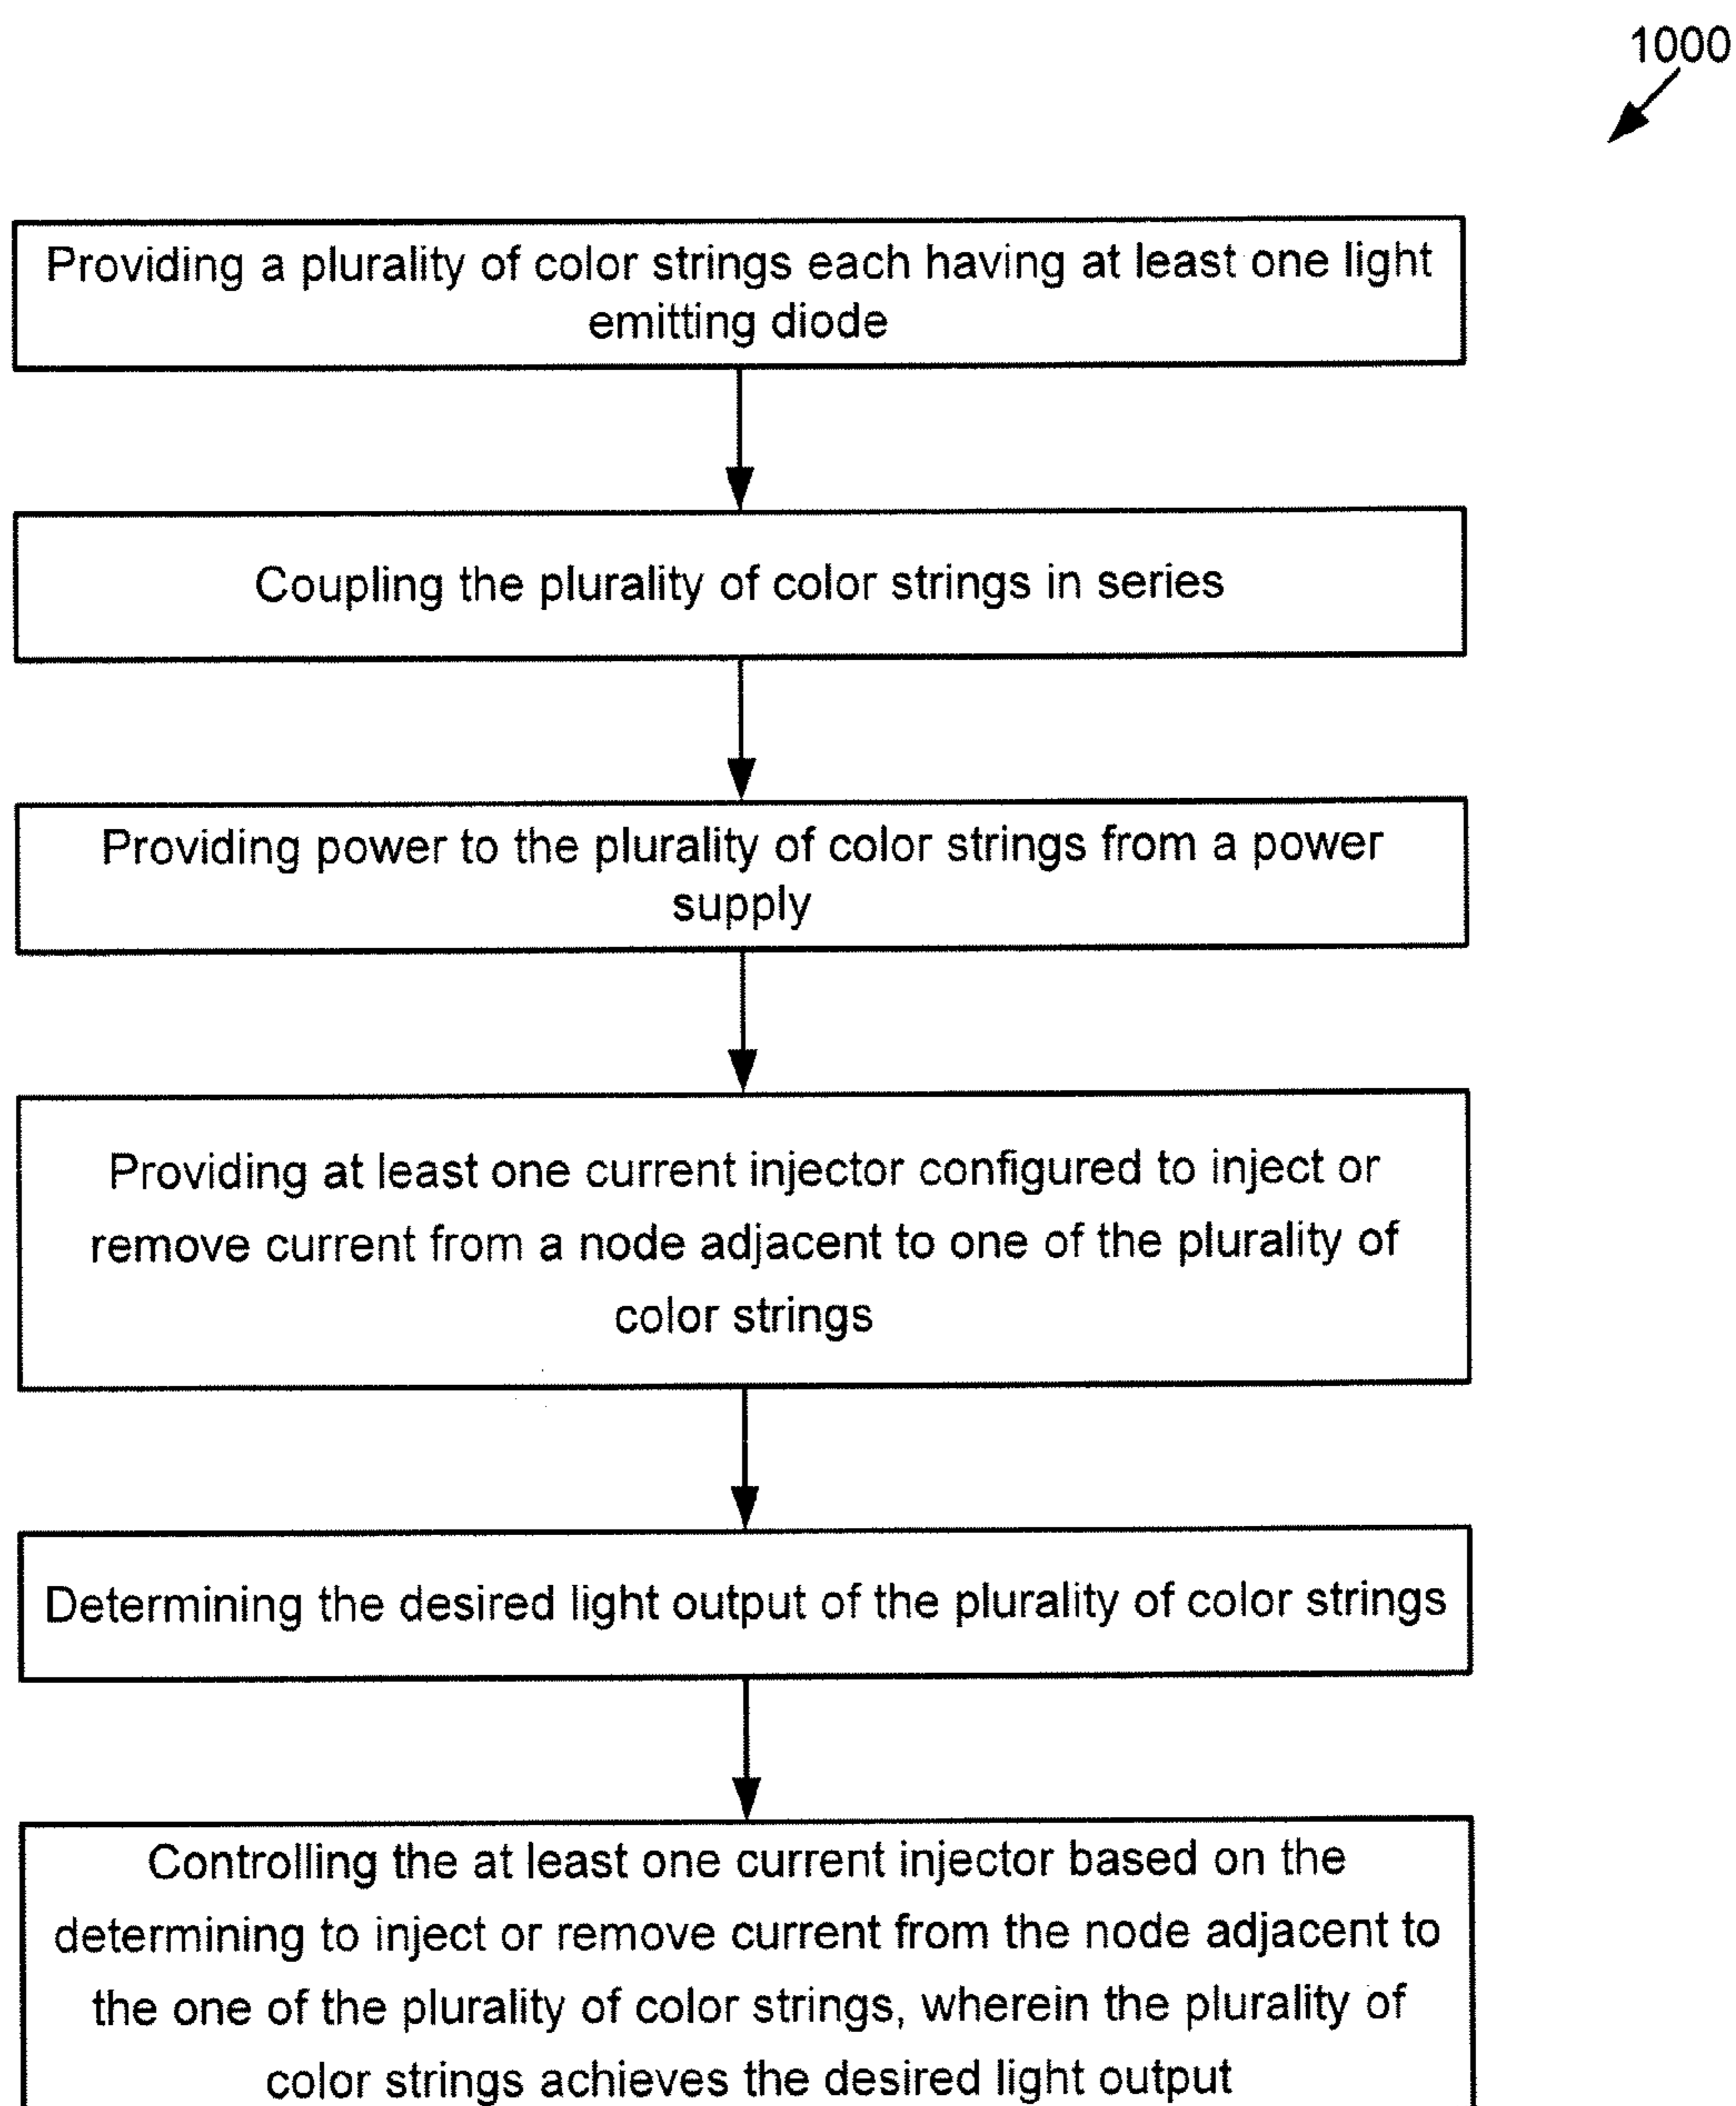 1000
Providing a plurality of color strings each having at least one light
emitting diode
Coupling the plurality of color strings in series
Providing power to the plurality of color strings from a power
supply
Providing at least one current injector configured to inject or
remove current from a node adjacent to one of the plurality of
color strings
Determining the desired light output of the plurality of color strings
Controlling the at least one current injector based on the
determining to inject or remove current from the node adjacent to
the one of the plurality of color strings, wherein the plurality of
color strings achieves the desired light output